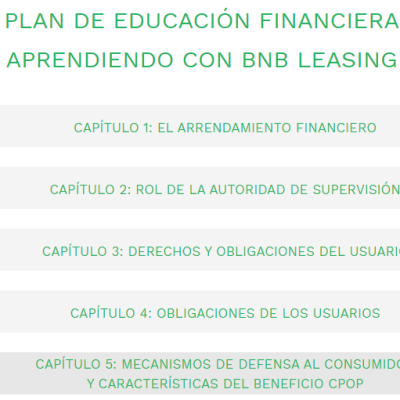 PLAN DE EDUCACIÓN FINANCIERA
APRENDIENDO CON BNB LEASING
CAPÍTULO 1: EL ARRENDAMIENTO FINANCIERO
CAPÍTULO 2: ROL DE LA AUTORIDAD DE SUPERVISIÓN
CAPÍTULO 3: DERECHOS Y OBLIGACIONES DEL USUARI
CAPÍTULO 4: OBLIGACIONES DE LOS USUARIOS
CAPÍTULO 5: MECANISMOS DE DEFENSA AL CONSUMIDO
Y CARACTERÍSTICAS DEL BENEFICIO CPOP